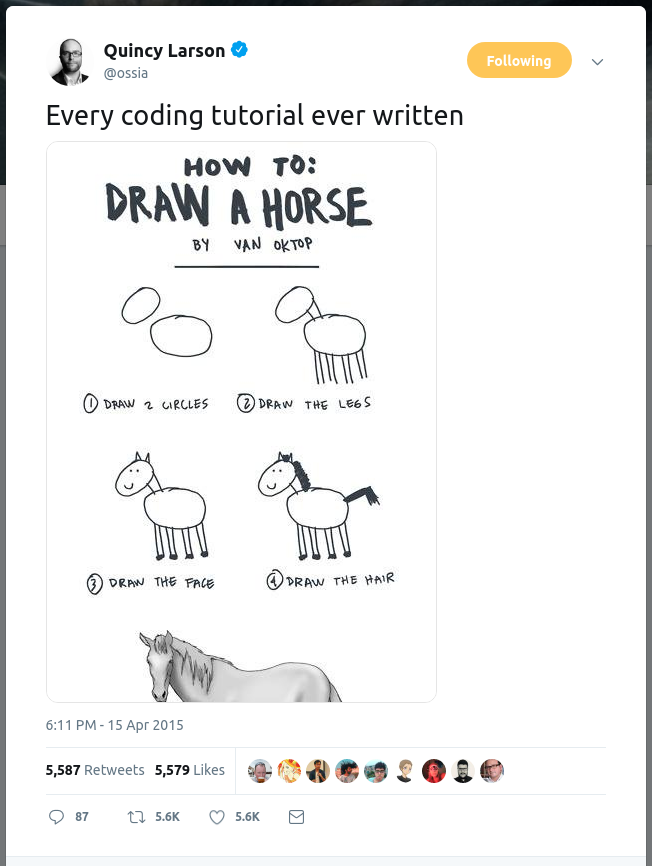 Quincy Larson
@ossia
Following
Every coding tutorial ever written
HOW TO:
DRAW A HORSE
BY VAN OKTOP
1 DRAW 2 CIRCLES
2 DRAW THE LEGS
3 DRAW THE FACE
4 DRAW THE HAIR
6:11 PM - 15 Apr 2015
5,587 Retweets 5,579 Likes
87 5.6K 5.6K